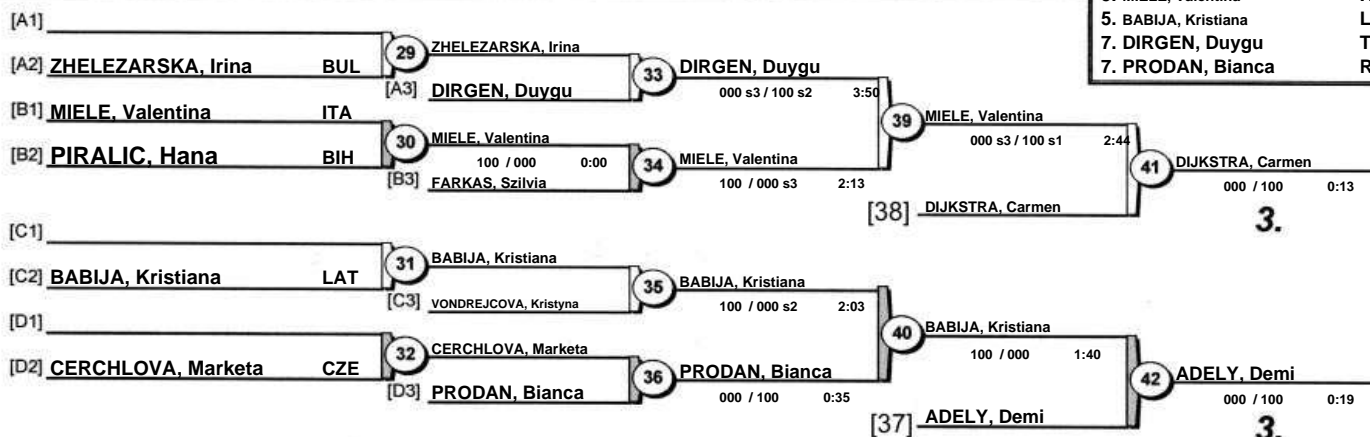 5. BABIJA, Kristiana L
7. DIRGEN, Duygu T
7. PRODAN, Bianca R
[A1]
29 ZHELEZARSKA, Irina
[A2] ZHELEZARSKA, Irina BUL
33 DIRGEN, Duygu
[A3] DIRGEN, Duygu
000 s3 / 100 s2 3:50
[B1] MIELE, Valentina ITA
39 MIELE, Valentina
30 MIELE, Valentina
000 s3 / 100 s1 2:44
[B2] PIRALIC, Hana BIH
100 / 000 0:00
34 MIELE, Valentina
41 DIJKSTRA, Carmen
[B3] FARKAS, Szilvia
100 / 000 s3 2:13
000 / 100 0:13
[38] DIJKSTRA, Carmen
3.
[C1]
31 BABIJA, Kristiana
[C2] BABIJA, Kristiana LAT
35 BABIJA, Kristiana
[C3] VONDREJCOVA, Kristyna
100 / 000 s2 2:03
[D1]
40 BABIJA, Kristiana
32 CERCHLOVA, Marketa
100 / 000 1:40
[D2] CERCHLOVA, Marketa CZE
36 PRODAN, Bianca
42 ADELY, Demi
[D3] PRODAN, Bianca
000 / 100 0:35
000 / 100 0:19
[37] ADELY, Demi
3.